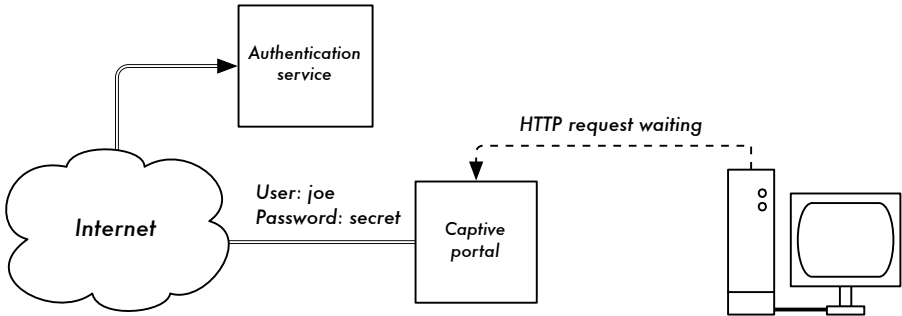 Authentication
service
HTTP request waiting
User: joe
Password: secret
Internet
Captive
portal